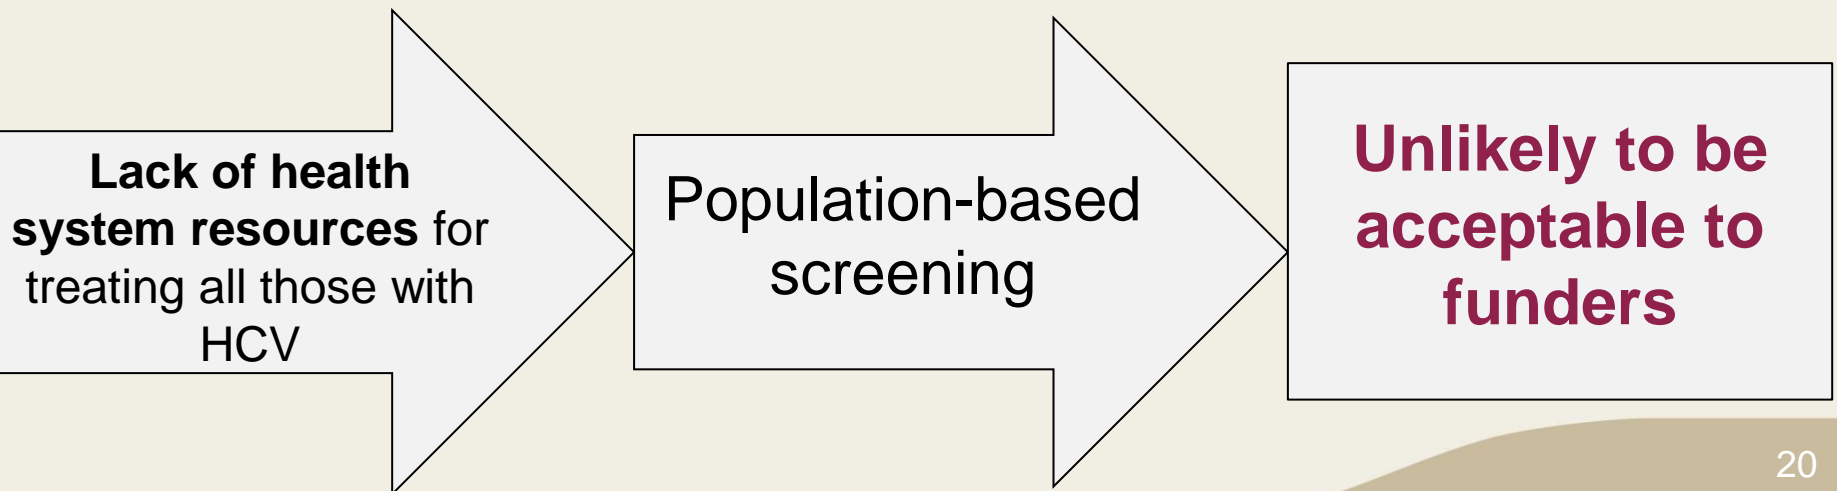 Lack of health
system resources for
treating all those with
HCV
Population-based
screening
Unlikely to be
acceptable to
funders
20